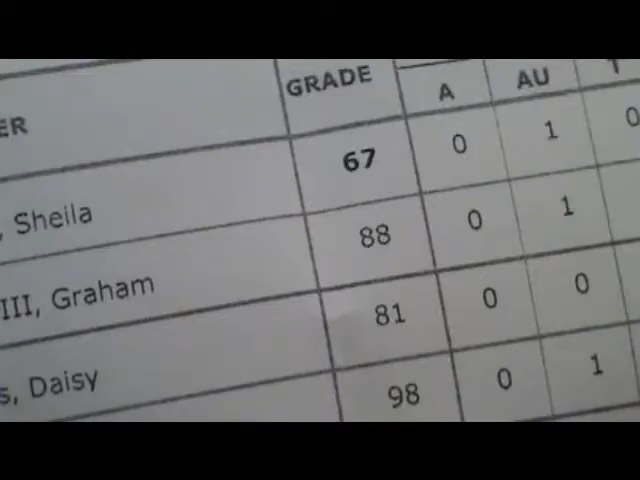 ER GRADE A AU T
, Sheila 67 0 1 0
III, Graham 88 0 1
s, Daisy 81 0 0
98 0 1